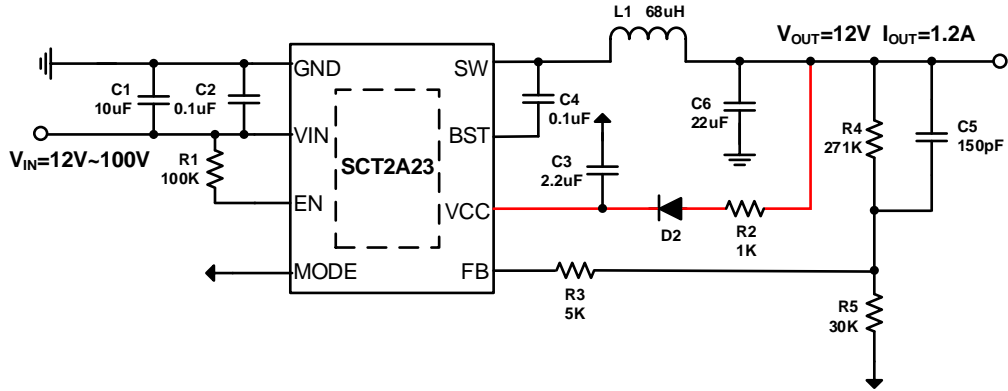 L1 68uH
VOUT=12V IOUT=1.2A
GND
SW
C1
10uF
C2
0.1uF
C4
0.1uF
C6
22uF
R4
271K
C5
150pF
VIN
BST
VIN=12V~100V
R1
100K
SCT2A23
C3
2.2uF
EN
VCC
D2
R2
1K
MODE
FB
R3
5K
R5
30K